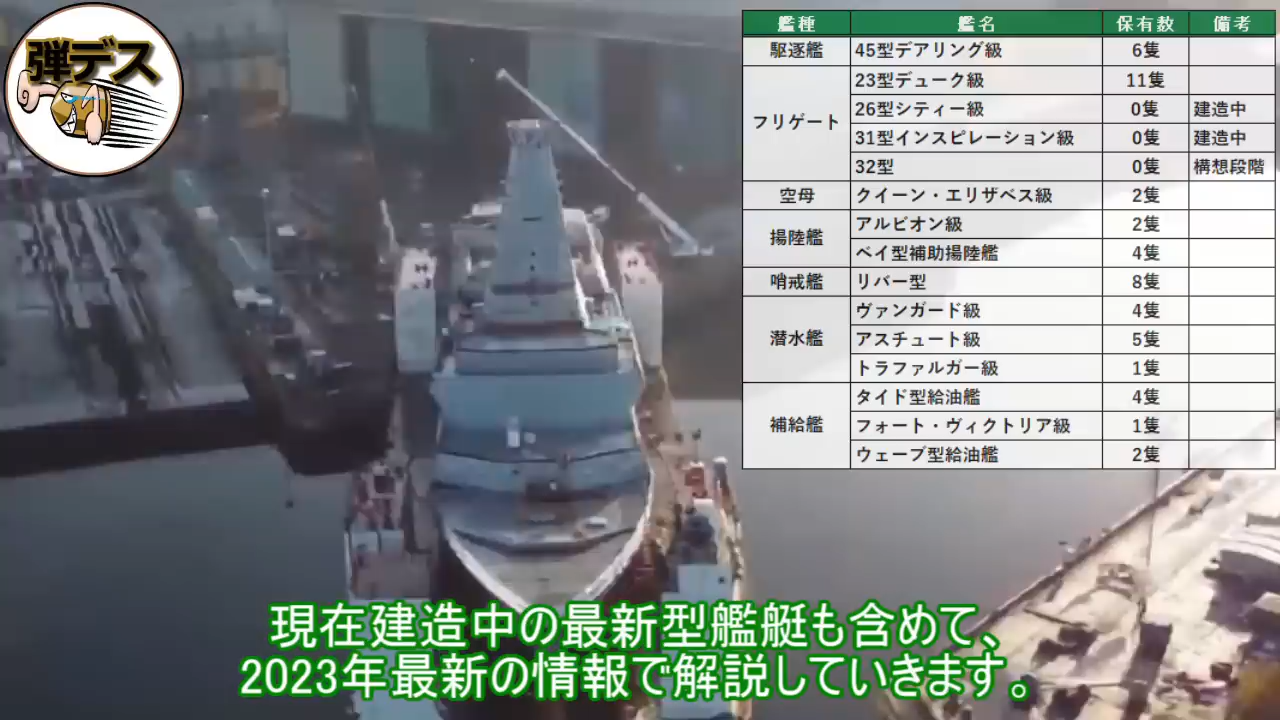 弾デス
艦種 艦名 保有数 備考
駆逐艦 45型デアリング級 6隻
フリゲート 23型デューク級 11隻
26型シティー級 0隻 建造中
31型インスピレーション級 0隻 建造中
32型 0隻 構想段階
空母 クイーン・エリザベス級 2隻
揚陸艦 アルビオン級 2隻
ベイ型補助揚陸艦 4隻
哨戒艦 リバー型 8隻
潜水艦 ヴァンガード級 4隻
アスチュート級 5隻
トラファルガー級 1隻
補給艦 タイド型給油艦 4隻
フォート・ヴィクトリア級 1隻
ウェーブ型給油艦 2隻
現在建造中の最新型艦艇も含めて、
2023年最新の情報で解説していきます。